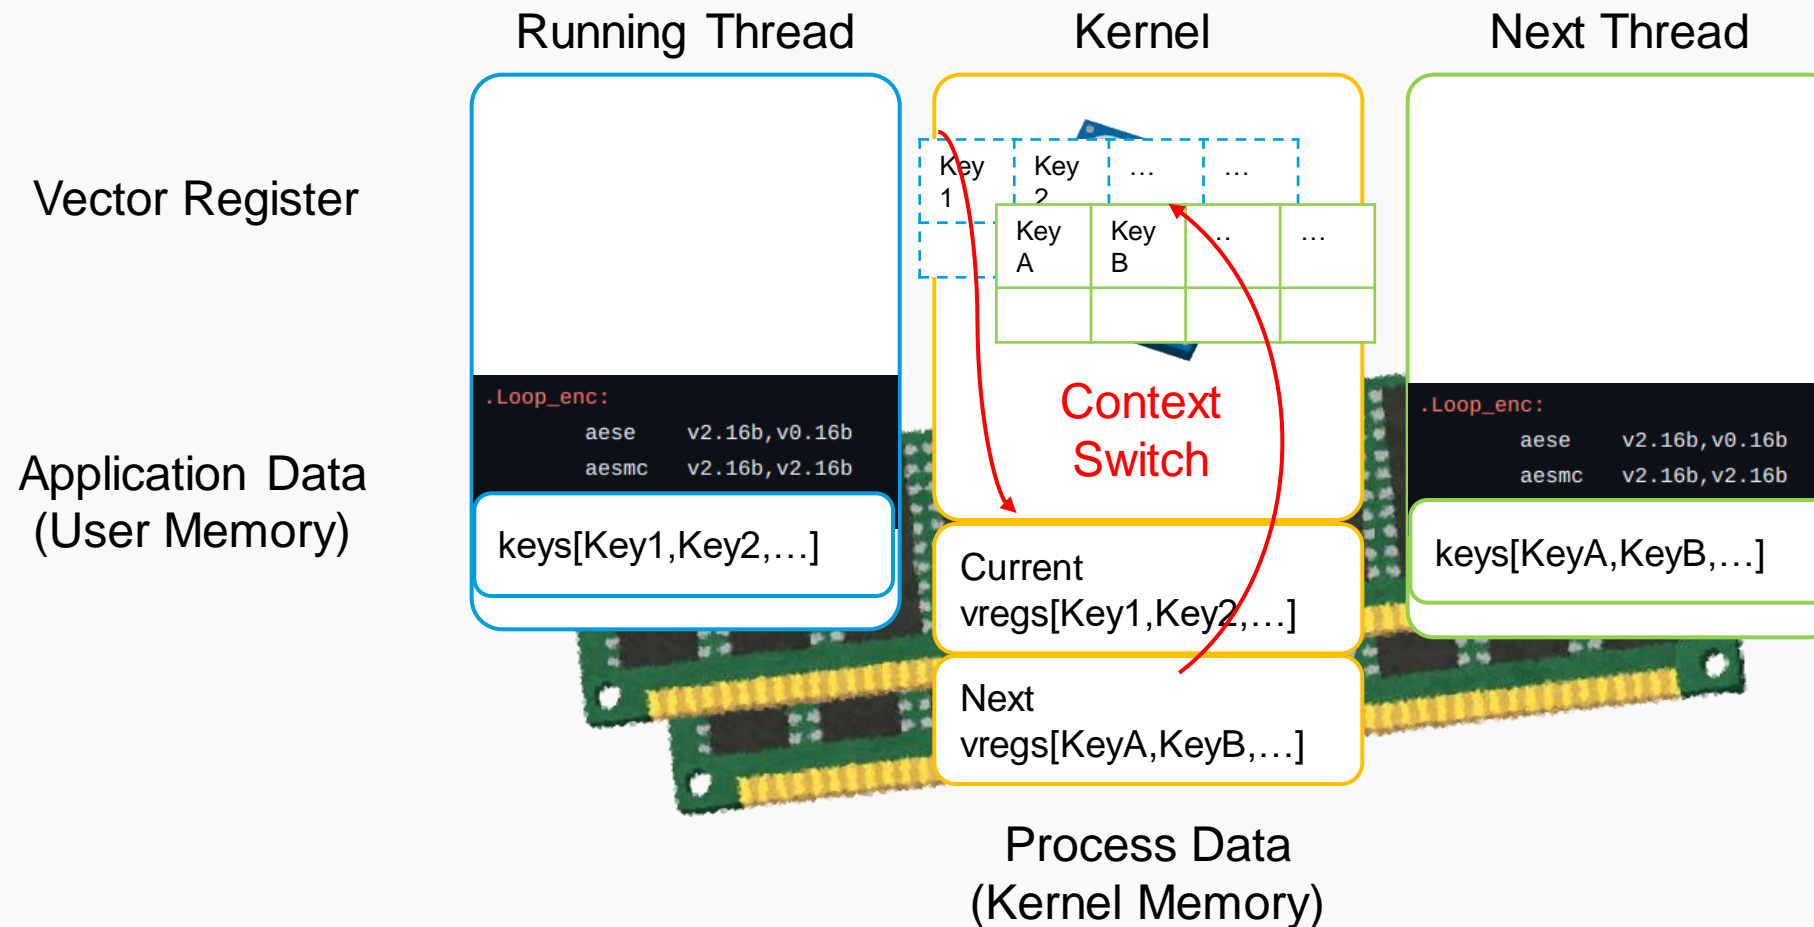 Running Thread
Kernel
Next Thread
Vector Register
Key
1
Key
2
…
…
Key
A
Key
B
…
…
.Loop_enc:
aese v2.16b,v0.16b
aesmc v2.16b,v2.16b
Context
Switch
.Loop_enc:
aese v2.16b,v0.16b
aesmc v2.16b,v2.16b
Application Data
(User Memory)
keys[Key1,Key2,…]
Current
vregs[Key1,Key2,…]
keys[KeyA,KeyB,…]
Next
vregs[KeyA,KeyB,…]
Process Data
(Kernel Memory)